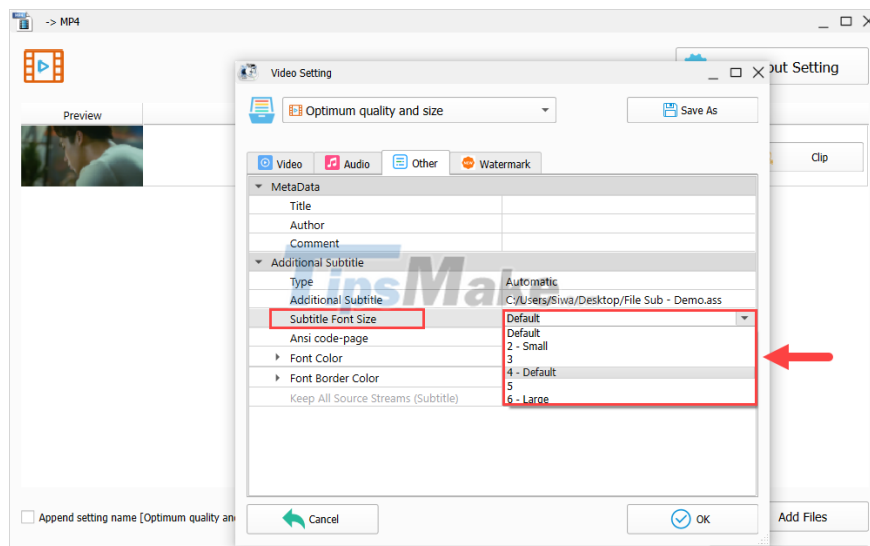 -> MP4
out Setting
Video Setting
Optimum quality and size
Save As
Preview
Clip
Video
Audio
Other
NEW
Watermark
MetaData
Title
Author
Comment
Additional Subtitle
TipsMake
Type
Automatic
Additional Subtitle
C:/Users/Siwa/Desktop/File Sub - Demo.ass
Subtitle Font Size
Default
Default
2 - Small
3
4 - Default
5
6 - Large
Ansi code-page
Font Color
Font Border Color
Keep All Source Streams (Subtitle)
Append setting name [Optimum quality an
Cancel
OK
Add Files